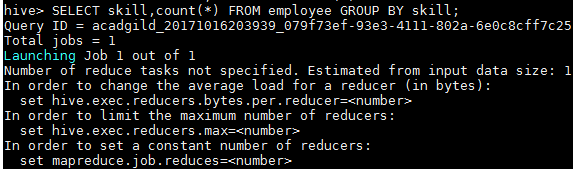 hive> SELECT skill,count(*) FROM employee GROUP BY skill;
Query ID = acadgild_20171016203939_079f73ef-93e3-4111-802a-6e0c8cff7c25
Total jobs = 1
Launching Job 1 out of 1
Number of reduce tasks not specified. Estimated from input data size: 1
In order to change the average load for a reducer (in bytes):
  set hive.exec.reducers.bytes.per.reducer=<number>
In order to limit the maximum number of reducers:
  set hive.exec.reducers.max=<number>
In order to set a constant number of reducers:
  set mapreduce.job.reduces=<number>